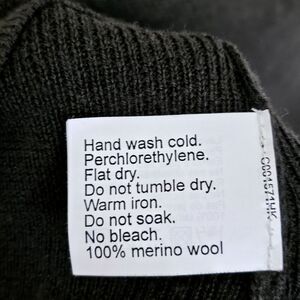 Hand wash cold.
Perchlorethylene.
Flat dry.
Do not tumble dry.
Warm iron.
Do not soak.
No bleach.
100% merino wool
C001571MK